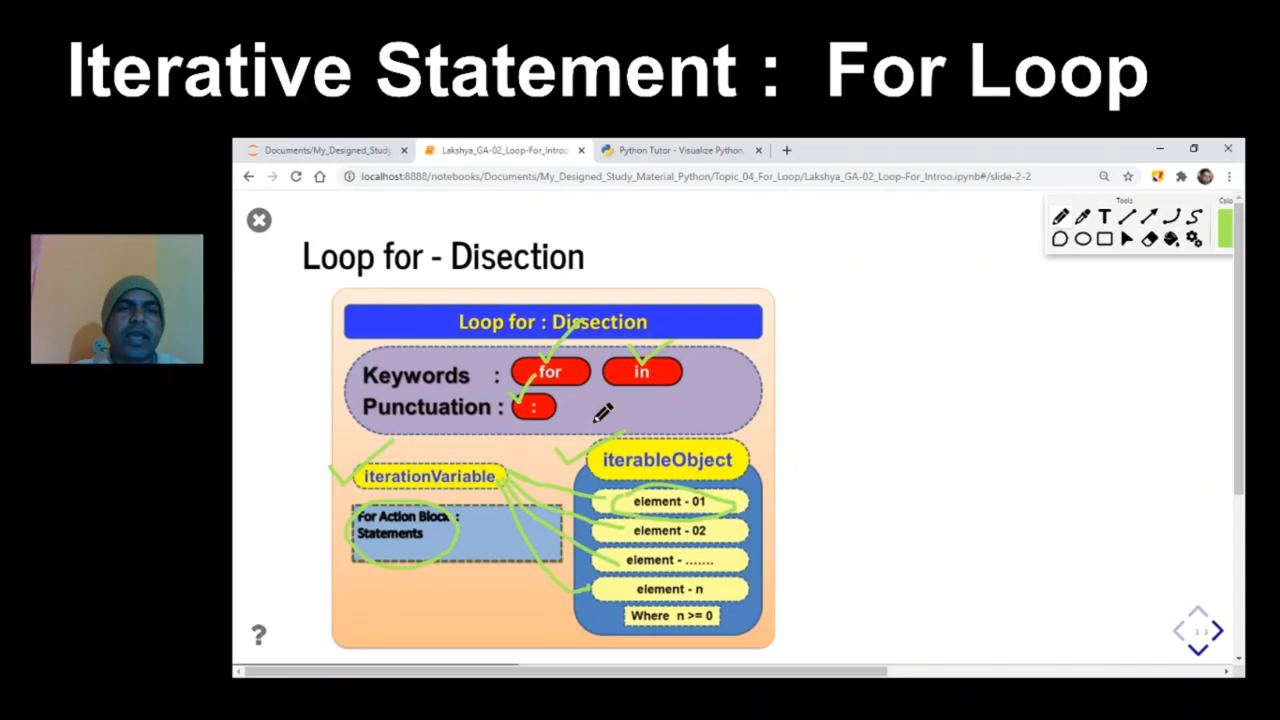 Iterative Statement : For Loop
Documents/My_Designed_Study
Lakshya_GA-02_Loop-For_Introo
Python Tutor - Visualize Python,
localhost:8888/notebooks/Documents/My_Designed_Study_Material_Python/Topic_04_For_Loop/Lakshya_GA-02_Loop-For_Introo.ipynb#/slide-2-2
Tools
Colo
T
Loop for - Disection
Loop for : Dissection
Keywords : for in
Punctuation : :
iterableObject
iterationVariable
element - 01
For Action Block :
Statements
element - 02
element - .......
element - n
Where n >= 0
?